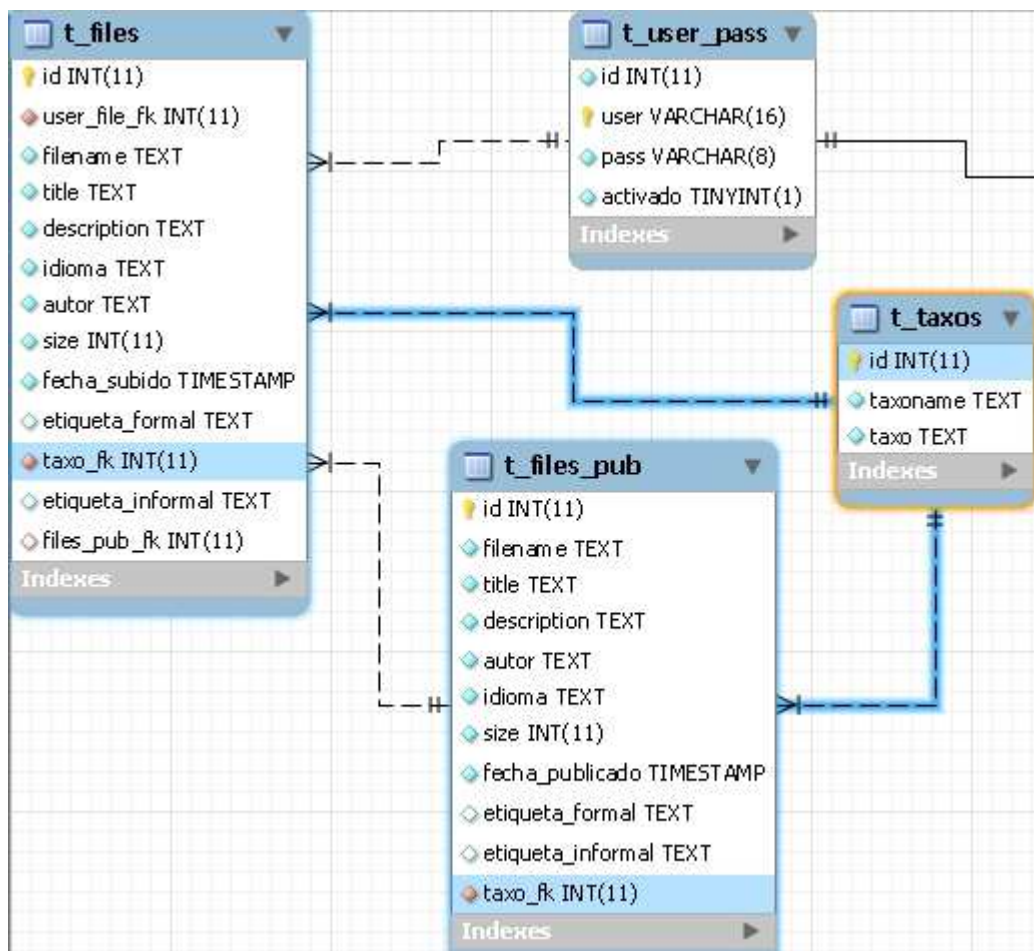 t_files
id INT(11)
user_file_fk INT(11)
filename TEXT
title TEXT
description TEXT
idioma TEXT
autor TEXT
size INT(11)
fecha_subido TIMESTAMP
etiqueta_formal TEXT
taxo_fk INT(11)
etiqueta_informal TEXT
files_pub_fk INT(11)
Indexes
t_user_pass
id INT(11)
user VARCHAR(16)
pass VARCHAR(8)
activado TINYINT(1)
Indexes
t_taxos
id INT(11)
taxoname TEXT
taxo TEXT
Indexes
t_files_pub
id INT(11)
filename TEXT
title TEXT
description TEXT
autor TEXT
idioma TEXT
size INT(11)
fecha_publicado TIMESTAMP
etiqueta_formal TEXT
etiqueta_informal TEXT
taxo_fk INT(11)
Indexes